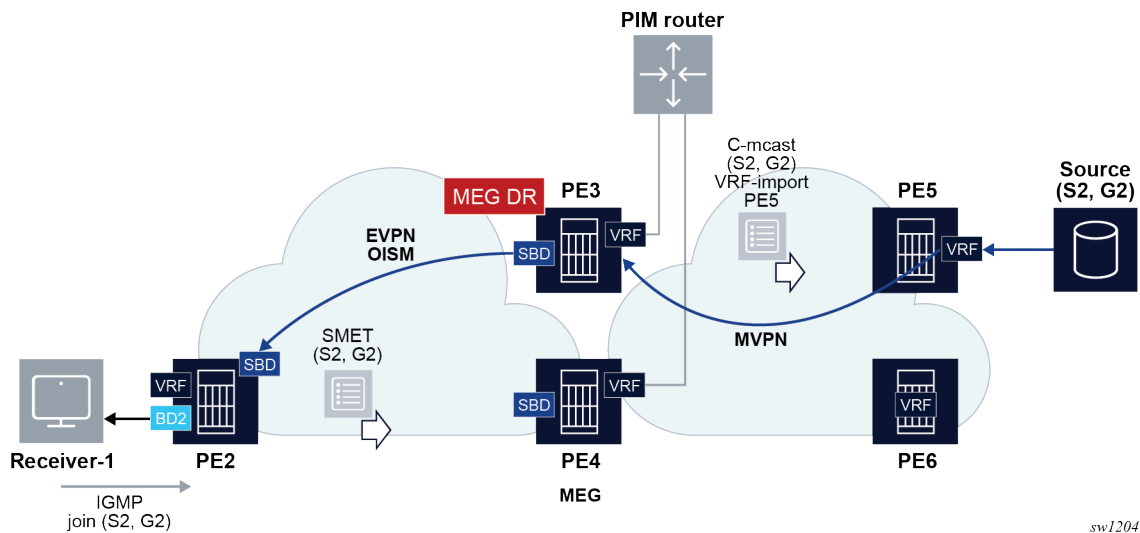 PIM router
C-mcast
(S2, G2)
VRF-import
PE5
Source
(S2, G2)
MEG DR
PE3
PE5
VRF
VRF
EVPN
OISM
SBD
MVPN
SMET
(S2, G2)
SBD
VRF
BD2
SBD
VRF
VRF
Receiver-1
PE2
PE4
PE6
MEG
IGMP
join (S2, G2)
sw1204